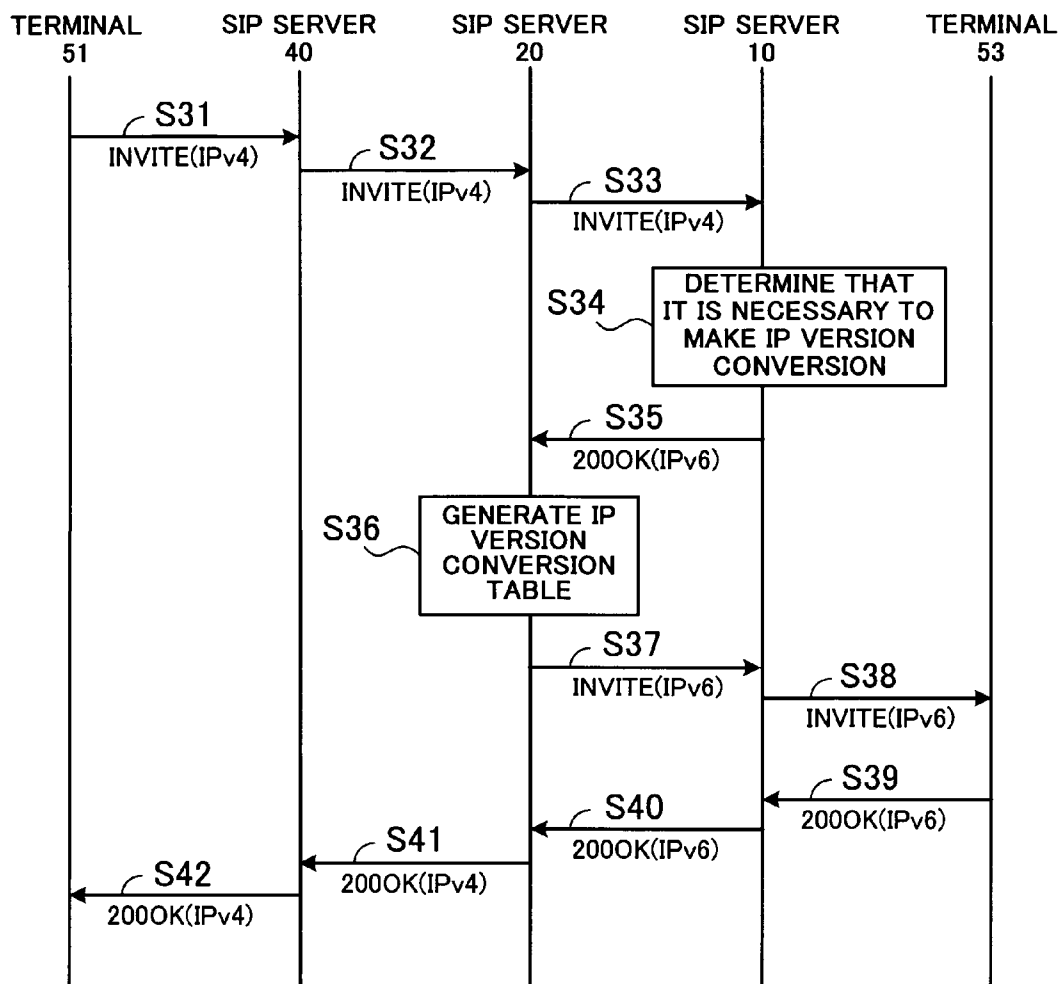 TERMINAL
51
SIP SERVER
40
SIP SERVER
20
SIP SERVER
10
TERMINAL
53
S31
INVITE(IPv4)
S32
INVITE(IPv4)
S33
INVITE(IPv4)
S34
DETERMINE THAT
IT IS NECESSARY TO
MAKE IP VERSION
CONVERSION
S35
200OK(IPv6)
S36
GENERATE IP
VERSION
CONVERSION
TABLE
S37
INVITE(IPv6)
S38
INVITE(IPv6)
S39
200OK(IPv6)
S40
200OK(IPv6)
S41
200OK(IPv4)
S42
200OK(IPv4)